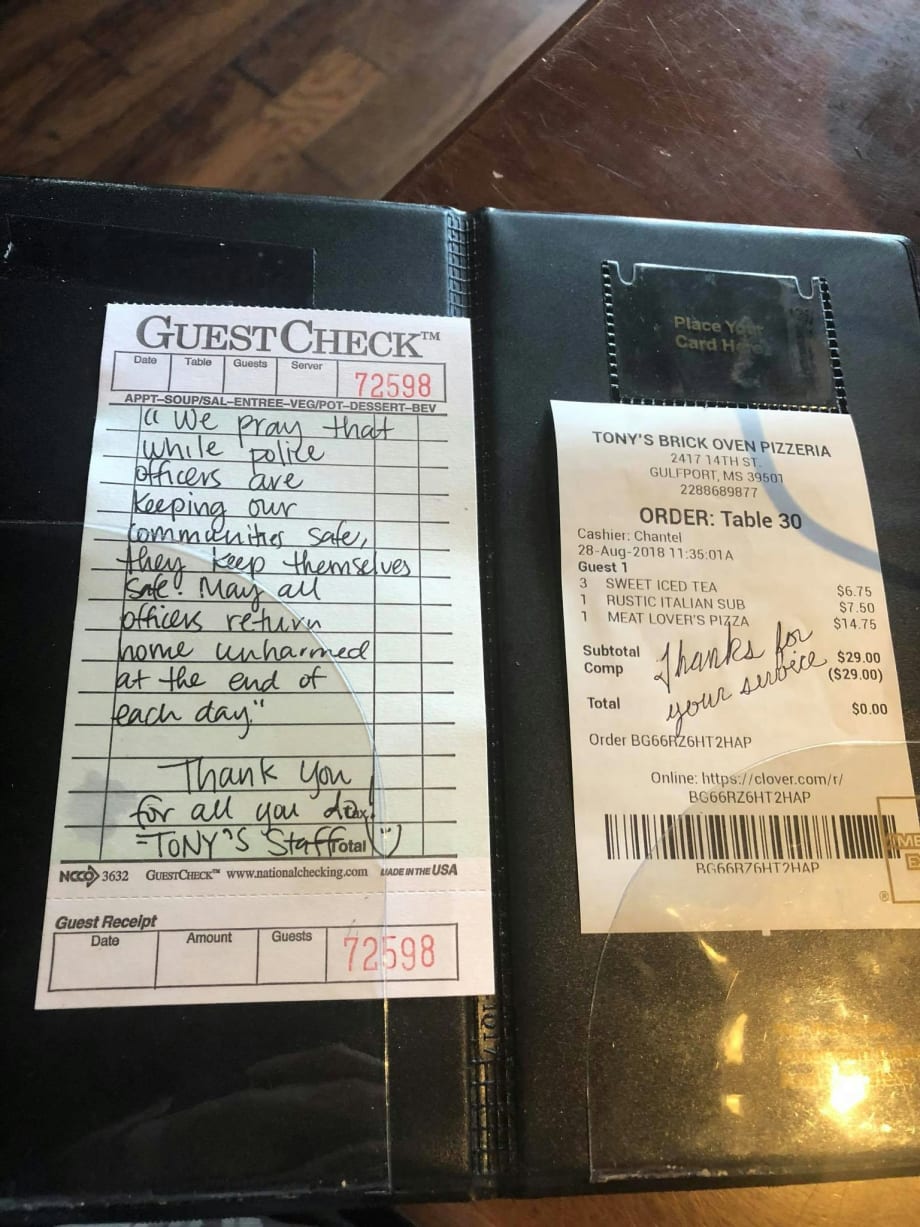 GUESTCHECK™
Date Table Guests Server
72598
APPT–SOUP/SAL–ENTREE–VEG/POT–DESSERT–BEV
"We pray that
while police
officers are
keeping our
communities safe,
they keep themselves
safe. May all
officers return
home unharmed
at the end of
each day."
Thank you
for all you do!
tax
-TONY'S Staff :)
Total
NCCO 3632 GUESTCHECK™ www.nationalchecking.com MADE IN THE USA
Guest Receipt
Date Amount Guests
72598
Place Your
Card Here
TONY'S BRICK OVEN PIZZERIA
2417 14TH ST.
GULFPORT, MS 39501
2288689877
ORDER: Table 30
Cashier: Chantel
28-Aug-2018 11:35:01A
Guest 1
3 SWEET ICED TEA $6.75
1 RUSTIC ITALIAN SUB $7.50
1 MEAT LOVER'S PIZZA $14.75
Subtotal $29.00
Comp ($29.00)
Thanks for
your service
Total $0.00
Order BG66RZ6HT2HAP
Online: https://clover.com/r/
BG66RZ6HT2HAP
BG66RZ6HT2HAP